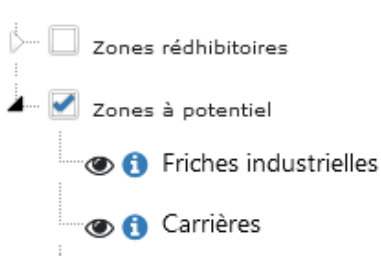 Zones rédhibitoires
Zones à potentiel
Friches industrielles
Carrières